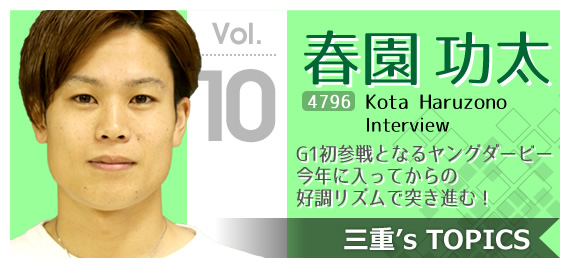 Vol.
10
春園 功太
4796 Kota Haruzono
Interview
G1初参戦となるヤングダービー
今年に入ってからの
好調リズムで突き進む！
三重's TOPICS